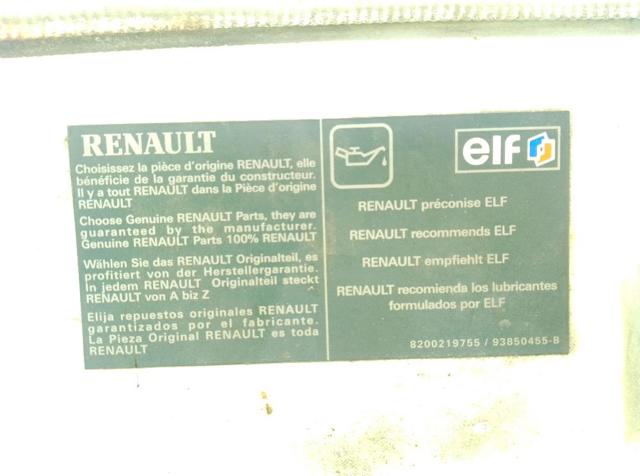 RENAULT
Choisissez la pièce d'origine RENAULT, elle
bénéficie de la garantie du constructeur.
Il y a tout RENAULT dans la Pièce d'origine
RENAULT
Choose Genuine RENAULT Parts, they are
guaranteed by the manufacturer.
Genuine RENAULT Parts 100% RENAULT
Wählen Sie das RENAULT Originalteil, es
profitiert von der Herstellergarantie.
In jedem RENAULT Originalteil steckt
RENAULT von A biz Z
Elija repuestos originales RENAULT
garantizados por el fabricante.
La Pieza Original RENAULT es toda
RENAULT
elf
RENAULT préconise ELF
RENAULT recommends ELF
RENAULT empfiehlt ELF
RENAULT recomienda los lubricantes
formulados por ELF
8200219755 / 93850455-B